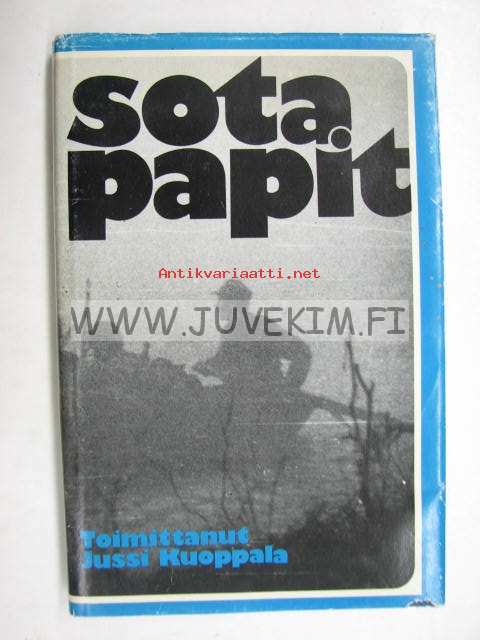 sota
papit
Antikvariaatti.net
WWW.JUVEKIM.FI
Toimittanut
Jussi Kuoppala